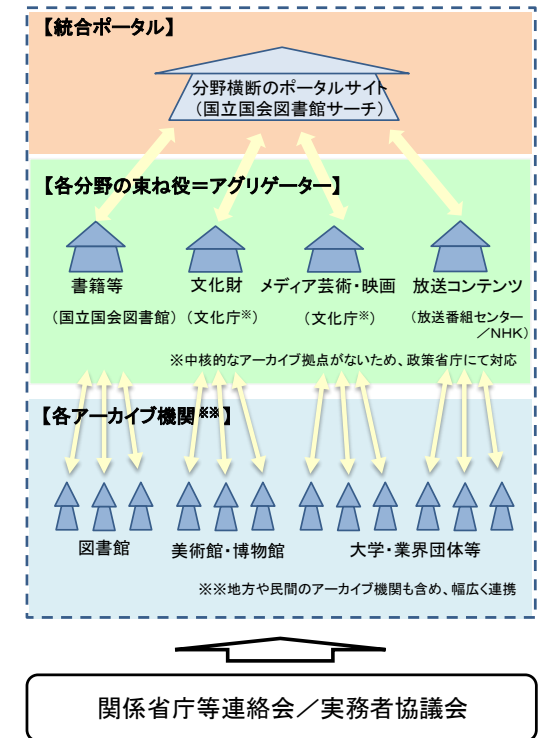 【統合ポータル】
分野横断のポータルサイト
(国立国会図書館サーチ)
【各分野の束ね役＝アグリゲーター】
書籍等 文化財 メディア芸術・映画 放送コンテンツ
(国立国会図書館) (文化庁※) (文化庁※) (放送番組センター
／NHK)
※中核的なアーカイブ拠点がないため、政策省庁にて対応
【各アーカイブ機関※※】
図書館 美術館・博物館 大学・業界団体等
※※地方や民間のアーカイブ機関も含め、幅広く連携
関係省庁等連絡会／実務者協議会